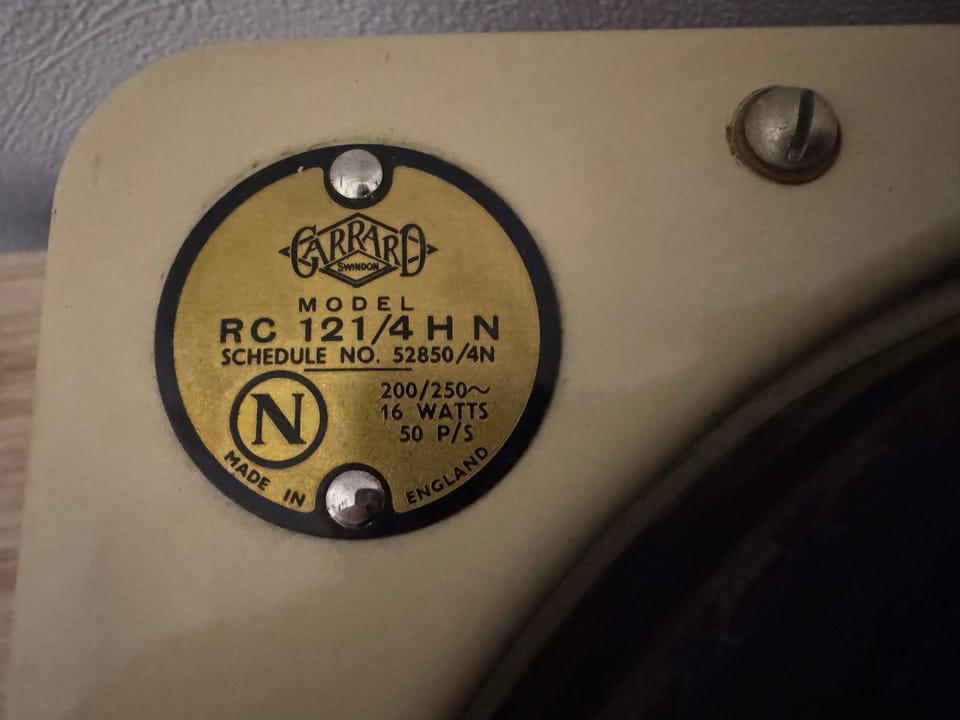 GARRARD
SWINDON
MODEL
RC 121/4 H N
SCHEDULE NO. 52850/4N
N
200/250~
16 WATTS
50 P/S
MADE IN ENGLAND